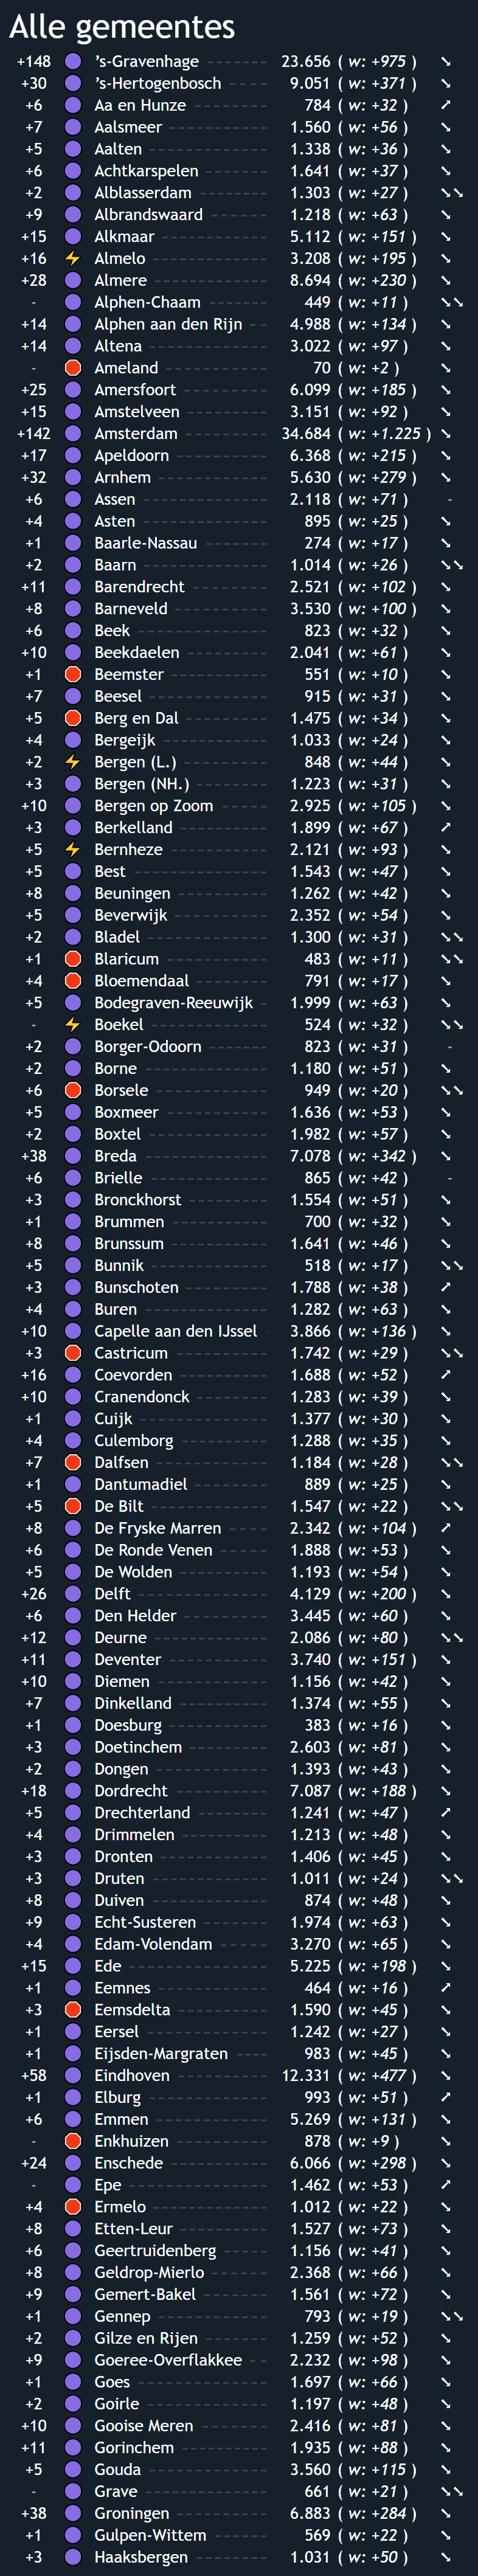 Alle gemeentes
+148 's-Gravenhage 23.656 ( w: +975 )
+30 's-Hertogenbosch 9.051 ( w: +371 )
+6 Aa en Hunze 784 ( w: +32 )
+7 Aalsmeer 1.560 ( w: +56 )
+5 Aalten 1.338 ( w: +36 )
+6 Achtkarspelen 1.641 ( w: +37 )
+2 Alblasserdam 1.303 ( w: +27 )
+9 Albrandswaard 1.218 ( w: +63 )
+15 Alkmaar 5.112 ( w: +151 )
+16 Almelo 3.208 ( w: +195 )
+28 Almere 8.694 ( w: +230 )
- Alphen-Chaam 449 ( w: +11 )
+14 Alphen aan den Rijn 4.988 ( w: +134 )
+14 Altena 3.022 ( w: +97 )
- Ameland 70 ( w: +2 )
+25 Amersfoort 6.099 ( w: +185 )
+15 Amstelveen 3.151 ( w: +92 )
+142 Amsterdam 34.684 ( w: +1.225 )
+17 Apeldoorn 6.368 ( w: +215 )
+32 Arnhem 5.630 ( w: +279 )
+6 Assen 2.118 ( w: +71 ) -
+4 Asten 895 ( w: +25 )
+1 Baarle-Nassau 274 ( w: +17 )
+2 Baarn 1.014 ( w: +26 )
+11 Barendrecht 2.521 ( w: +102 )
+8 Barneveld 3.530 ( w: +100 )
+6 Beek 823 ( w: +32 )
+10 Beekdaelen 2.041 ( w: +61 )
+1 Beemster 551 ( w: +10 )
+7 Beesel 915 ( w: +31 )
+5 Berg en Dal 1.475 ( w: +34 )
+4 Bergeijk 1.033 ( w: +24 )
+2 Bergen (L.) 848 ( w: +44 )
+3 Bergen (NH.) 1.223 ( w: +31 )
+10 Bergen op Zoom 2.925 ( w: +105 )
+3 Berkelland 1.899 ( w: +67 )
+5 Bernheze 2.121 ( w: +93 )
+5 Best 1.543 ( w: +47 )
+8 Beuningen 1.262 ( w: +42 )
+5 Beverwijk 2.352 ( w: +54 )
+2 Bladel 1.300 ( w: +31 )
+1 Blaricum 483 ( w: +11 )
+4 Bloemendaal 791 ( w: +17 )
+5 Bodegraven-Reeuwijk 1.999 ( w: +63 )
- Boekel 524 ( w: +32 )
+2 Borger-Odoorn 823 ( w: +31 ) -
+2 Borne 1.180 ( w: +51 )
+6 Borsele 949 ( w: +20 )
+5 Boxmeer 1.636 ( w: +53 )
+2 Boxtel 1.982 ( w: +57 )
+38 Breda 7.078 ( w: +342 )
+6 Brielle 865 ( w: +42 ) -
+3 Bronckhorst 1.554 ( w: +51 )
+1 Brummen 700 ( w: +32 )
+8 Brunssum 1.641 ( w: +46 )
+5 Bunnik 518 ( w: +17 )
+3 Bunschoten 1.788 ( w: +38 )
+4 Buren 1.282 ( w: +63 )
+10 Capelle aan den IJssel 3.866 ( w: +136 )
+3 Castricum 1.742 ( w: +29 )
+16 Coevorden 1.688 ( w: +52 )
+10 Cranendonck 1.283 ( w: +39 )
+1 Cuijk 1.377 ( w: +30 )
+4 Culemborg 1.288 ( w: +35 )
+7 Dalfsen 1.184 ( w: +28 )
+1 Dantumadiel 889 ( w: +25 )
+5 De Bilt 1.547 ( w: +22 )
+8 De Fryske Marren 2.342 ( w: +104 )
+6 De Ronde Venen 1.888 ( w: +53 )
+5 De Wolden 1.193 ( w: +54 )
+26 Delft 4.129 ( w: +200 )
+6 Den Helder 3.445 ( w: +60 )
+12 Deurne 2.086 ( w: +80 )
+11 Deventer 3.740 ( w: +151 )
+10 Diemen 1.156 ( w: +42 )
+7 Dinkelland 1.374 ( w: +55 )
+1 Doesburg 383 ( w: +16 )
+3 Doetinchem 2.603 ( w: +81 )
+2 Dongen 1.393 ( w: +43 )
+18 Dordrecht 7.087 ( w: +188 )
+5 Drechterland 1.241 ( w: +47 )
+4 Drimmelen 1.213 ( w: +48 )
+3 Dronten 1.406 ( w: +45 )
+3 Druten 1.011 ( w: +24 )
+8 Duiven 874 ( w: +48 )
+9 Echt-Susteren 1.974 ( w: +63 )
+4 Edam-Volendam 3.270 ( w: +65 )
+15 Ede 5.225 ( w: +198 )
+1 Eemnes 464 ( w: +16 )
+3 Eemsdelta 1.590 ( w: +45 )
+1 Eersel 1.242 ( w: +27 )
+1 Eijsden-Margraten 983 ( w: +45 )
+58 Eindhoven 12.331 ( w: +477 )
+1 Elburg 993 ( w: +51 )
+6 Emmen 5.269 ( w: +131 )
- Enkhuizen 878 ( w: +9 )
+24 Enschede 6.066 ( w: +298 )
- Epe 1.462 ( w: +53 )
+4 Ermelo 1.012 ( w: +22 )
+8 Etten-Leur 1.527 ( w: +73 )
+6 Geertruidenberg 1.156 ( w: +41 )
+8 Geldrop-Mierlo 2.368 ( w: +66 )
+9 Gemert-Bakel 1.561 ( w: +72 )
+1 Gennep 793 ( w: +19 )
+2 Gilze en Rijen 1.259 ( w: +52 )
+9 Goeree-Overflakkee 2.232 ( w: +98 )
+1 Goes 1.697 ( w: +66 )
+2 Goirle 1.197 ( w: +48 )
+10 Gooise Meren 2.416 ( w: +81 )
+11 Gorinchem 1.935 ( w: +88 )
+5 Gouda 3.560 ( w: +115 )
- Grave 661 ( w: +21 )
+38 Groningen 6.883 ( w: +284 )
+1 Gulpen-Wittem 569 ( w: +22 )
+3 Haaksbergen 1.031 ( w: +50 )